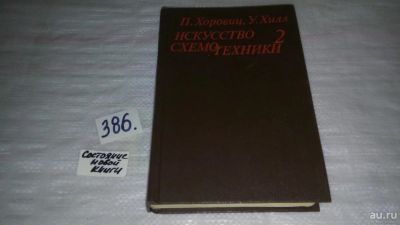 П. Хоровиц, У. Хилл
ИСКУССТВО 2
СХЕМОТЕХНИКИ
386.
Состояние
новой
книги
au.ru